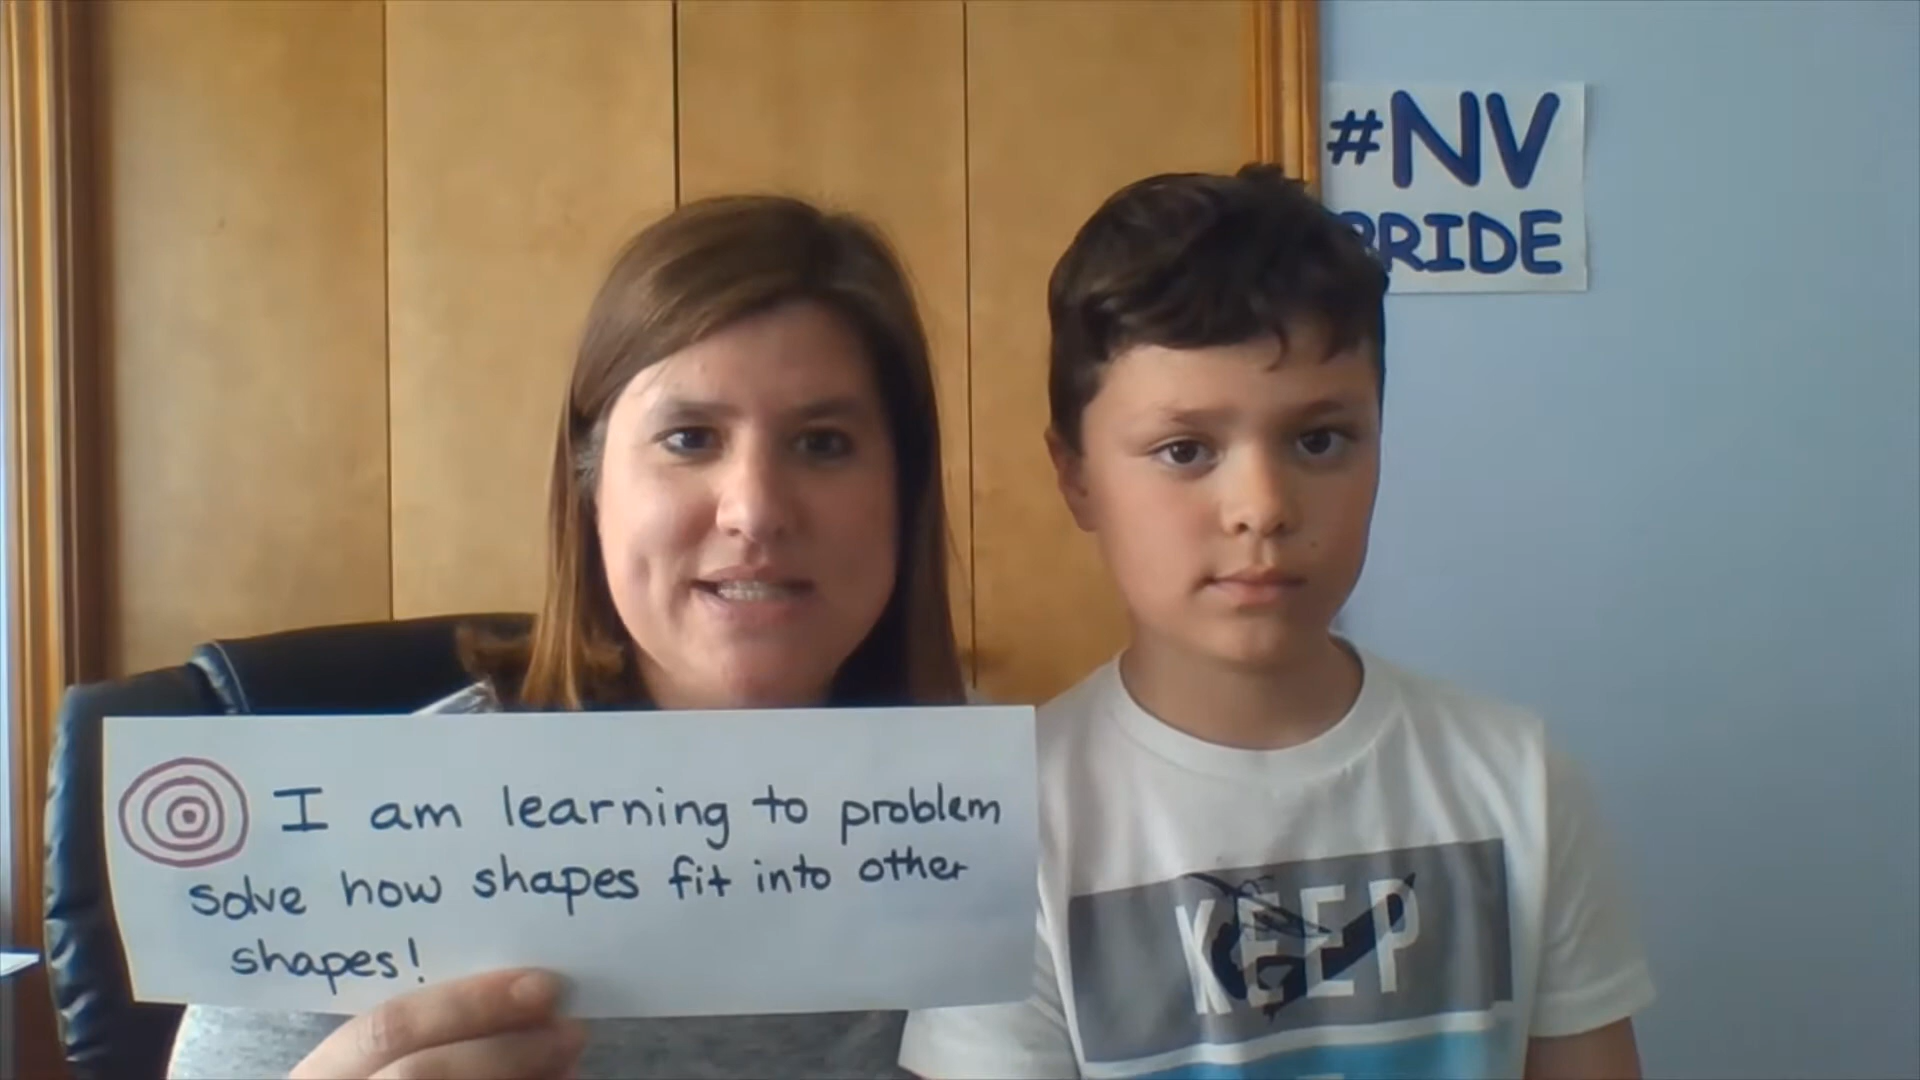 #NV
PRIDE
I am learning to problem
solve how shapes fit into other
shapes!
KEEP